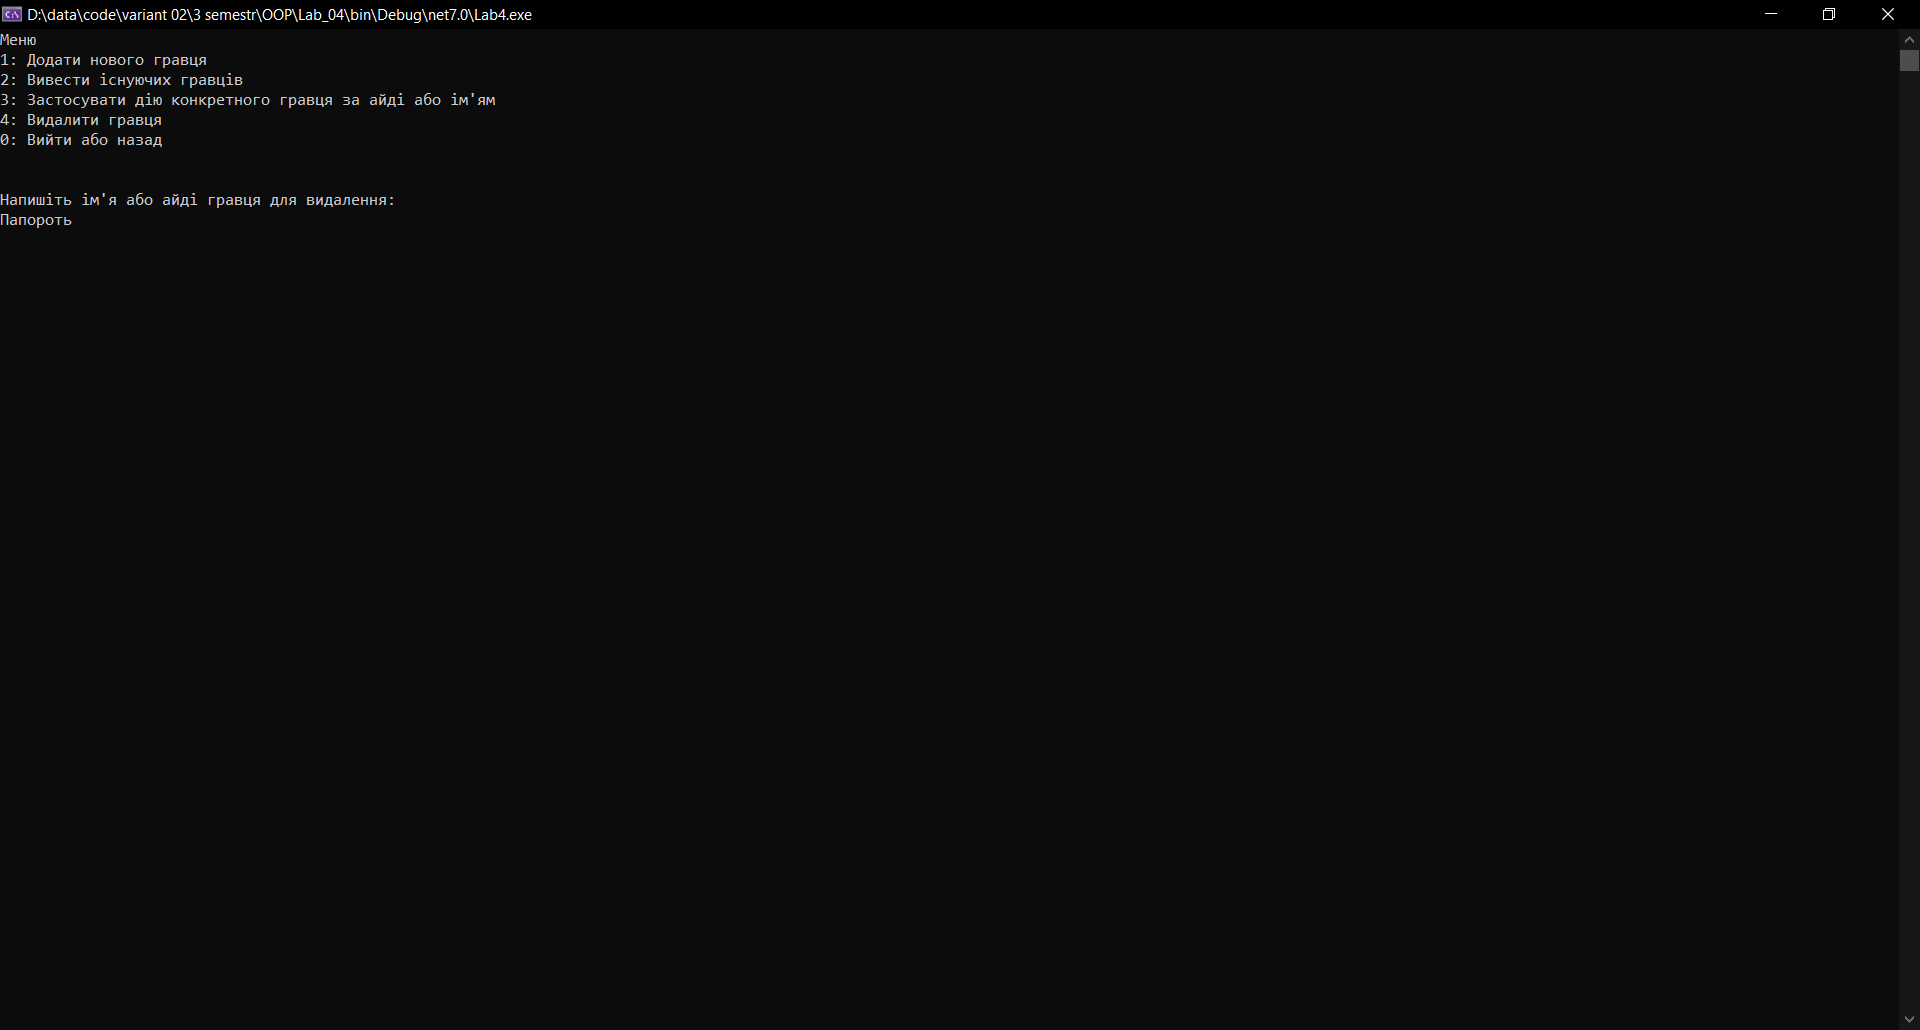 D:\data\code\variant 02\3 semestr\OOP\Lab_04\bin\Debug\net7.0\Lab4.exe
Меню
1: Додати нового гравця
2: Вивести існуючих гравців
3: Застосувати дію конкретного гравця за айді або ім'ям
4: Видалити гравця
0: Вийти або назад
Напишіть ім'я або айді гравця для видалення:
Папороть